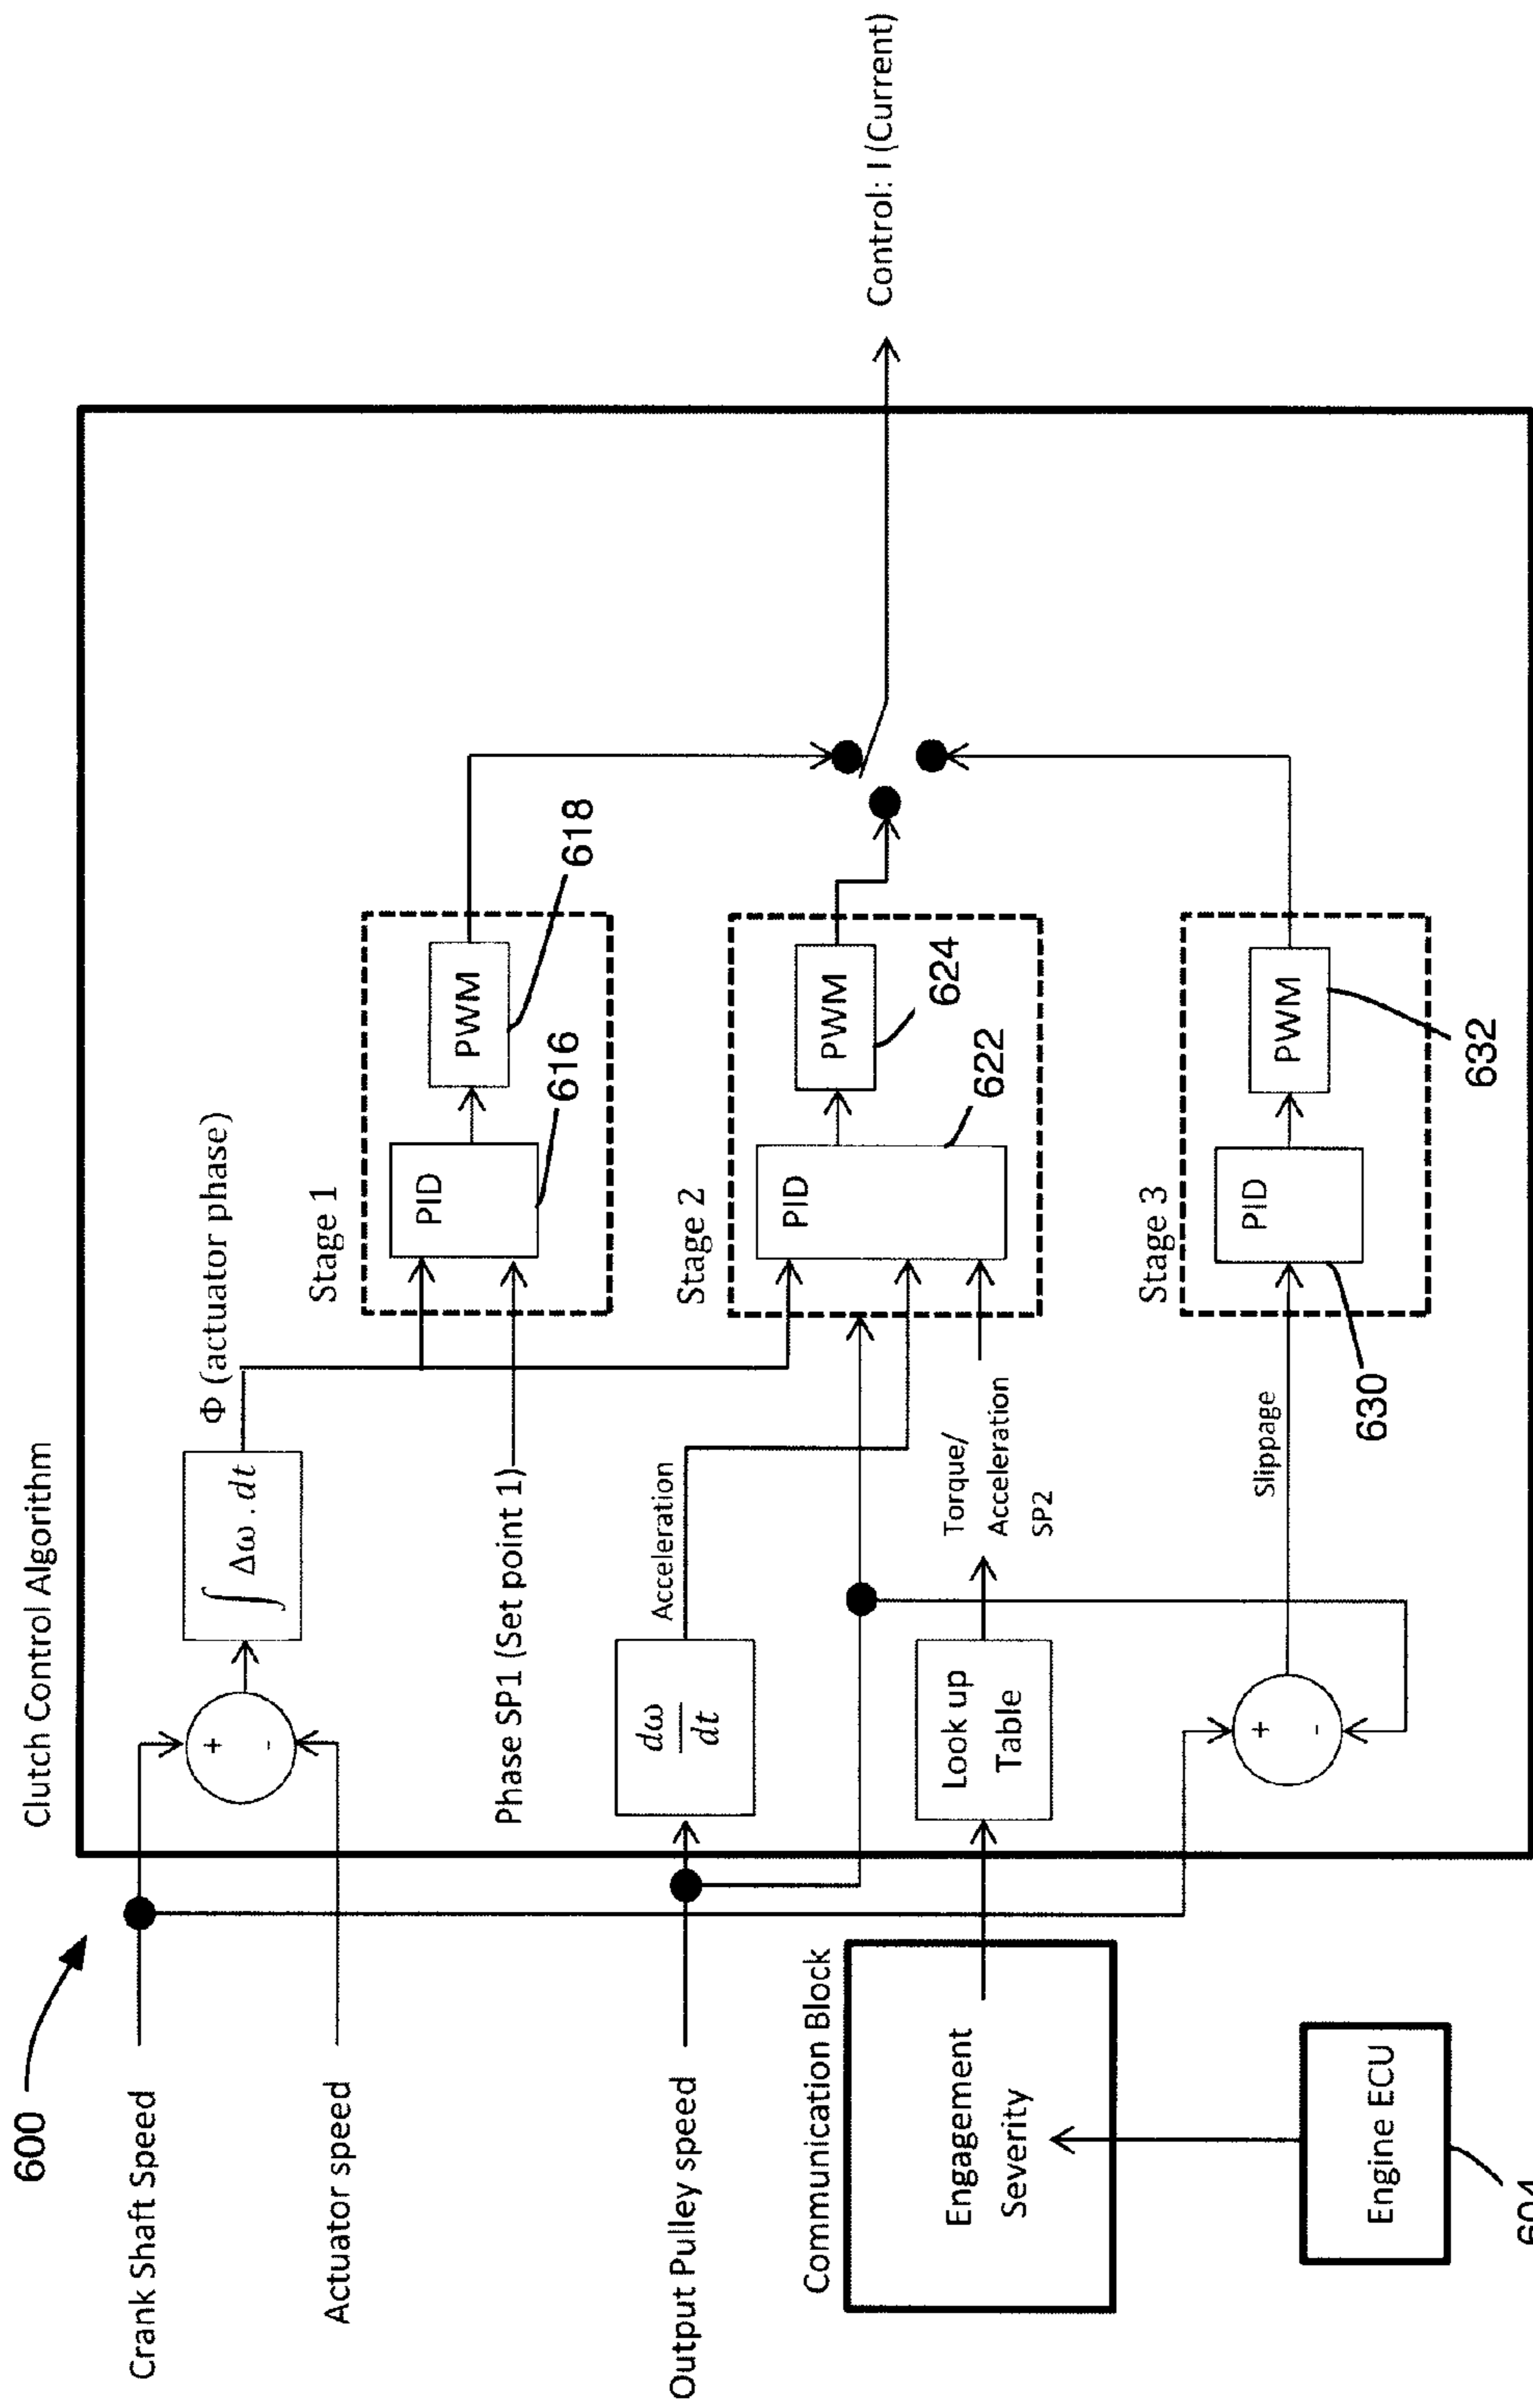 600
Clutch Control Algorithm
Crank Shaft Speed
Actuator speed
+
-
∫ Δω . dt
Φ (actuator phase)
Stage 1
PID
PWM
616
618
Phase SP1 (Set point 1)
Output Pulley speed
dω
dt
Acceleration
Stage 2
PID
PWM
622
624
Control: I (Current)
Communication Block
Engagement
Severity
Look up
Table
Torque/
Acceleration
SP2
Stage 3
+
-
Slippage
PID
PWM
630
632
Engine ECU